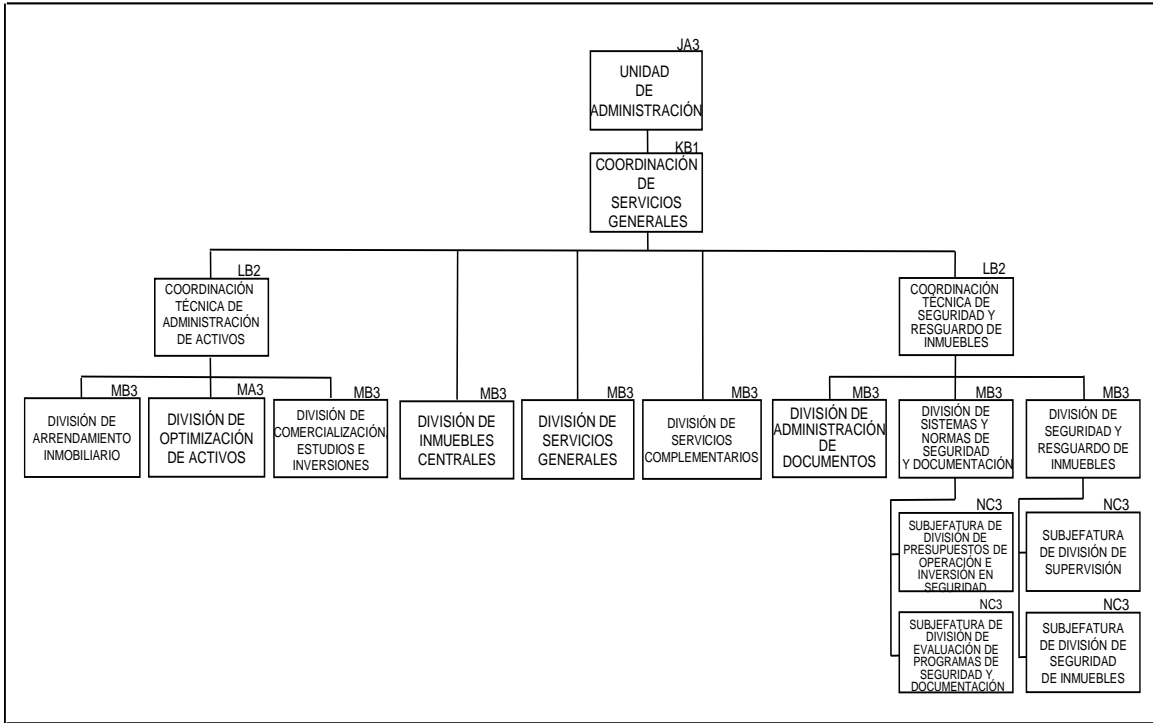 JA3
UNIDAD
DE
ADMINISTRACIÓN
KB1
COORDINACIÓN
DE
SERVICIOS
GENERALES
LB2
COORDINACIÓN
TÉCNICA DE
ADMINISTRACIÓN
DE ACTIVOS
LB2
COORDINACIÓN
TÉCNICA DE
SEGURIDAD Y
RESGUARDO DE
INMUEBLES
MB3
DIVISIÓN DE
ARRENDAMIENTO
INMOBILIARIO
MA3
DIVISIÓN DE
OPTIMIZACIÓN
DE ACTIVOS
MB3
DIVISIÓN DE
COMERCIALIZACIÓN,
ESTUDIOS E
INVERSIONES
MB3
DIVISIÓN DE
INMUEBLES
CENTRALES
MB3
DIVISIÓN DE
SERVICIOS
GENERALES
MB3
DIVISIÓN DE
SERVICIOS
COMPLEMENTARIOS
MB3
DIVISIÓN DE
ADMINISTRACIÓN
DE
DOCUMENTOS
MB3
DIVISIÓN DE
SISTEMAS Y
NORMAS DE
SEGURIDAD
Y DOCUMENTACIÓN
MB3
DIVISIÓN DE
SEGURIDAD Y
RESGUARDO DE
INMUEBLES
NC3
SUBJEFATURA DE
DIVISIÓN DE
PRESUPUESTOS DE
OPERACIÓN E
INVERSIÓN EN
SEGURIDAD
NC3
SUBJEFATURA
DE DIVISIÓN DE
SUPERVISIÓN
NC3
SUBJEFATURA DE
DIVISIÓN DE
EVALUACIÓN DE
PROGRAMAS DE
SEGURIDAD Y
DOCUMENTACIÓN
NC3
SUBJEFATURA
DE DIVISIÓN DE
SEGURIDAD
DE INMUEBLES